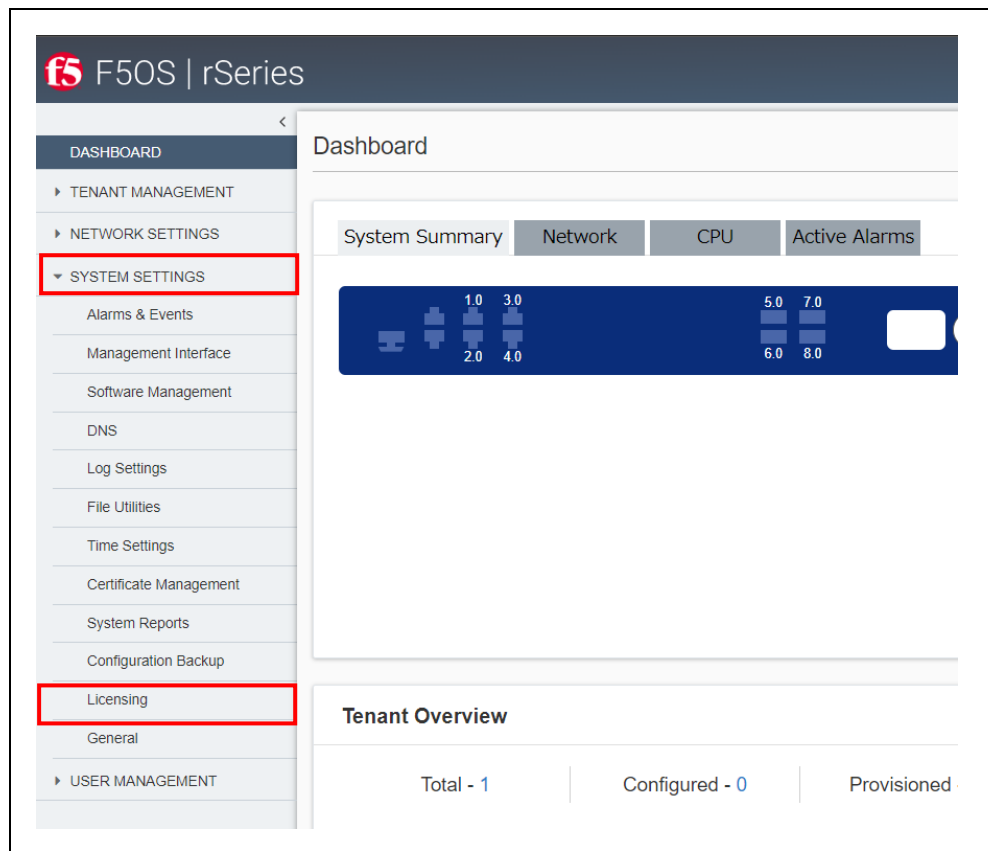 f5 F5OS | rSeries
<
DASHBOARD
TENANT MANAGEMENT
NETWORK SETTINGS
SYSTEM SETTINGS
Alarms & Events
Management Interface
Software Management
DNS
Log Settings
File Utilities
Time Settings
Certificate Management
System Reports
Configuration Backup
Licensing
General
USER MANAGEMENT
Dashboard
System Summary Network CPU Active Alarms
1.0 3.0 5.0 7.0
2.0 4.0 6.0 8.0
Tenant Overview
Total - 1 Configured - 0 Provisioned